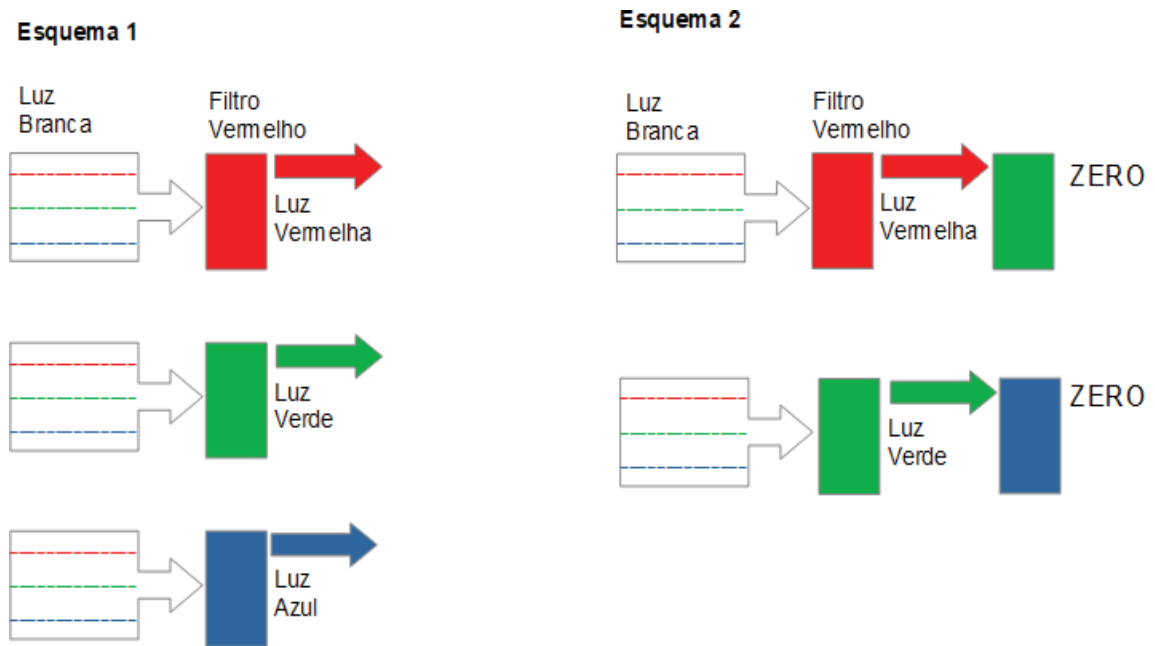 Esquema 1
Luz
Branca
Filtro
Vermelho
Luz
Vermelha
Luz
Verde
Luz
Azul
Esquema 2
Luz
Branca
Filtro
Vermelho
Luz
Vermelha
ZERO
Luz
Verde
ZERO